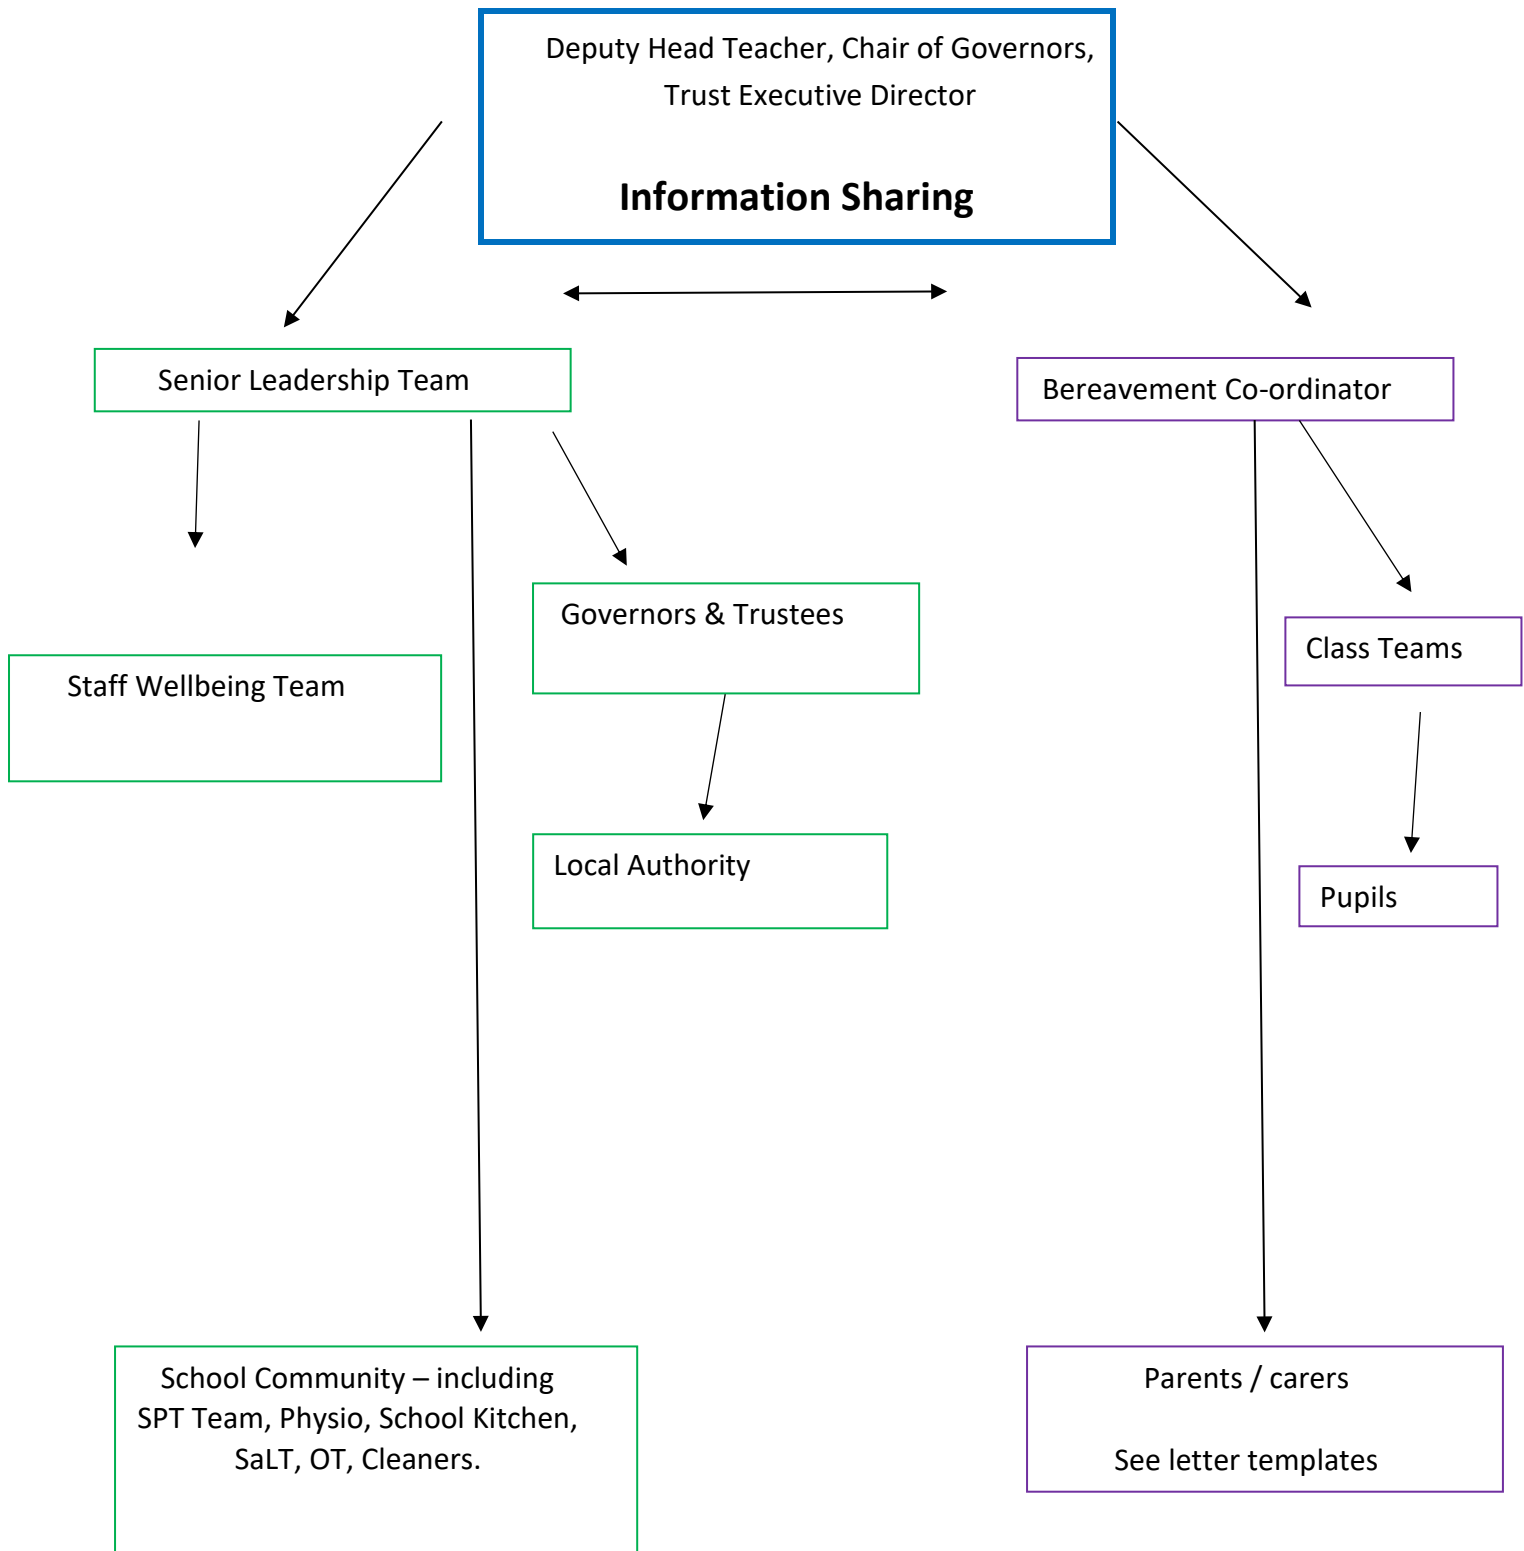 Deputy Head Teacher, Chair of Governors,
Trust Executive Director
Information Sharing
Senior Leadership Team
Bereavement Co-ordinator
Governors & Trustees
Class Teams
Staff Wellbeing Team
Local Authority
Pupils
School Community – including
SPT Team, Physio, School Kitchen,
SaLT, OT, Cleaners.
Parents / carers
See letter templates